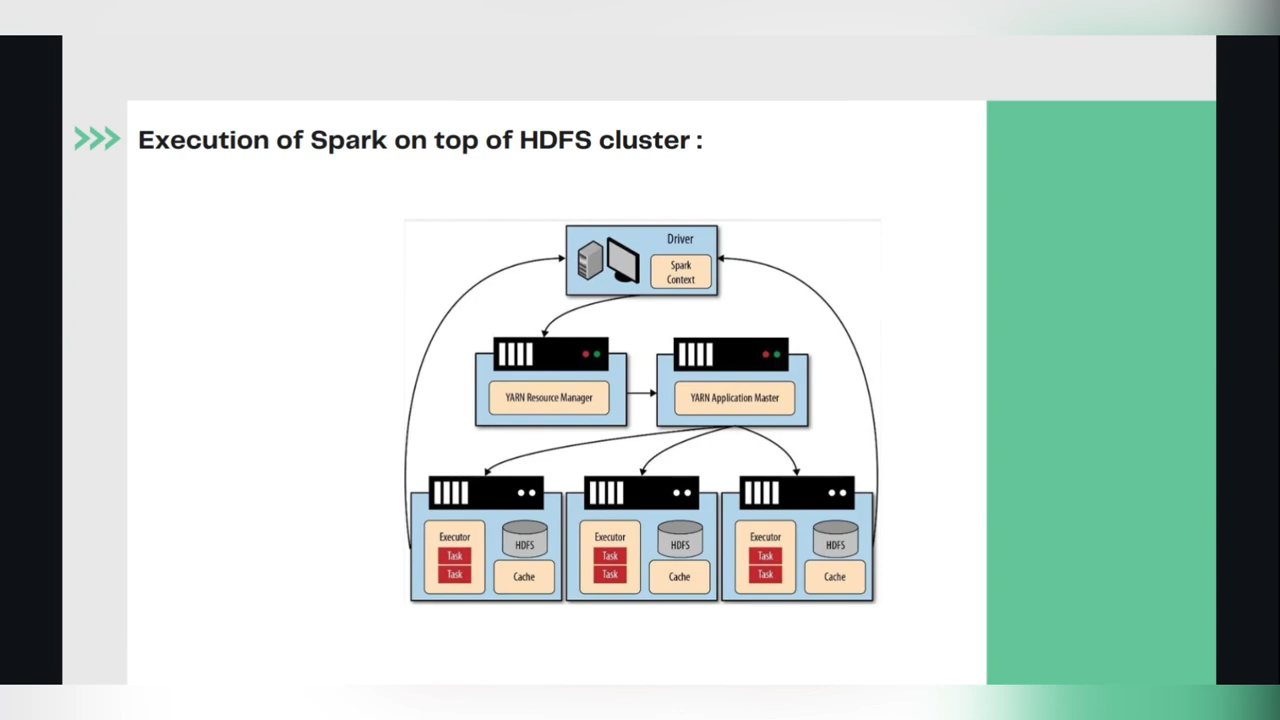 Execution of Spark on top of HDFS cluster :
Driver
Spark
Context
YARN Resource Manager
YARN Application Master
Executor
Task
Task
HDFS
Cache
Executor
Task
Task
HDFS
Cache
Executor
Task
Task
HDFS
Cache